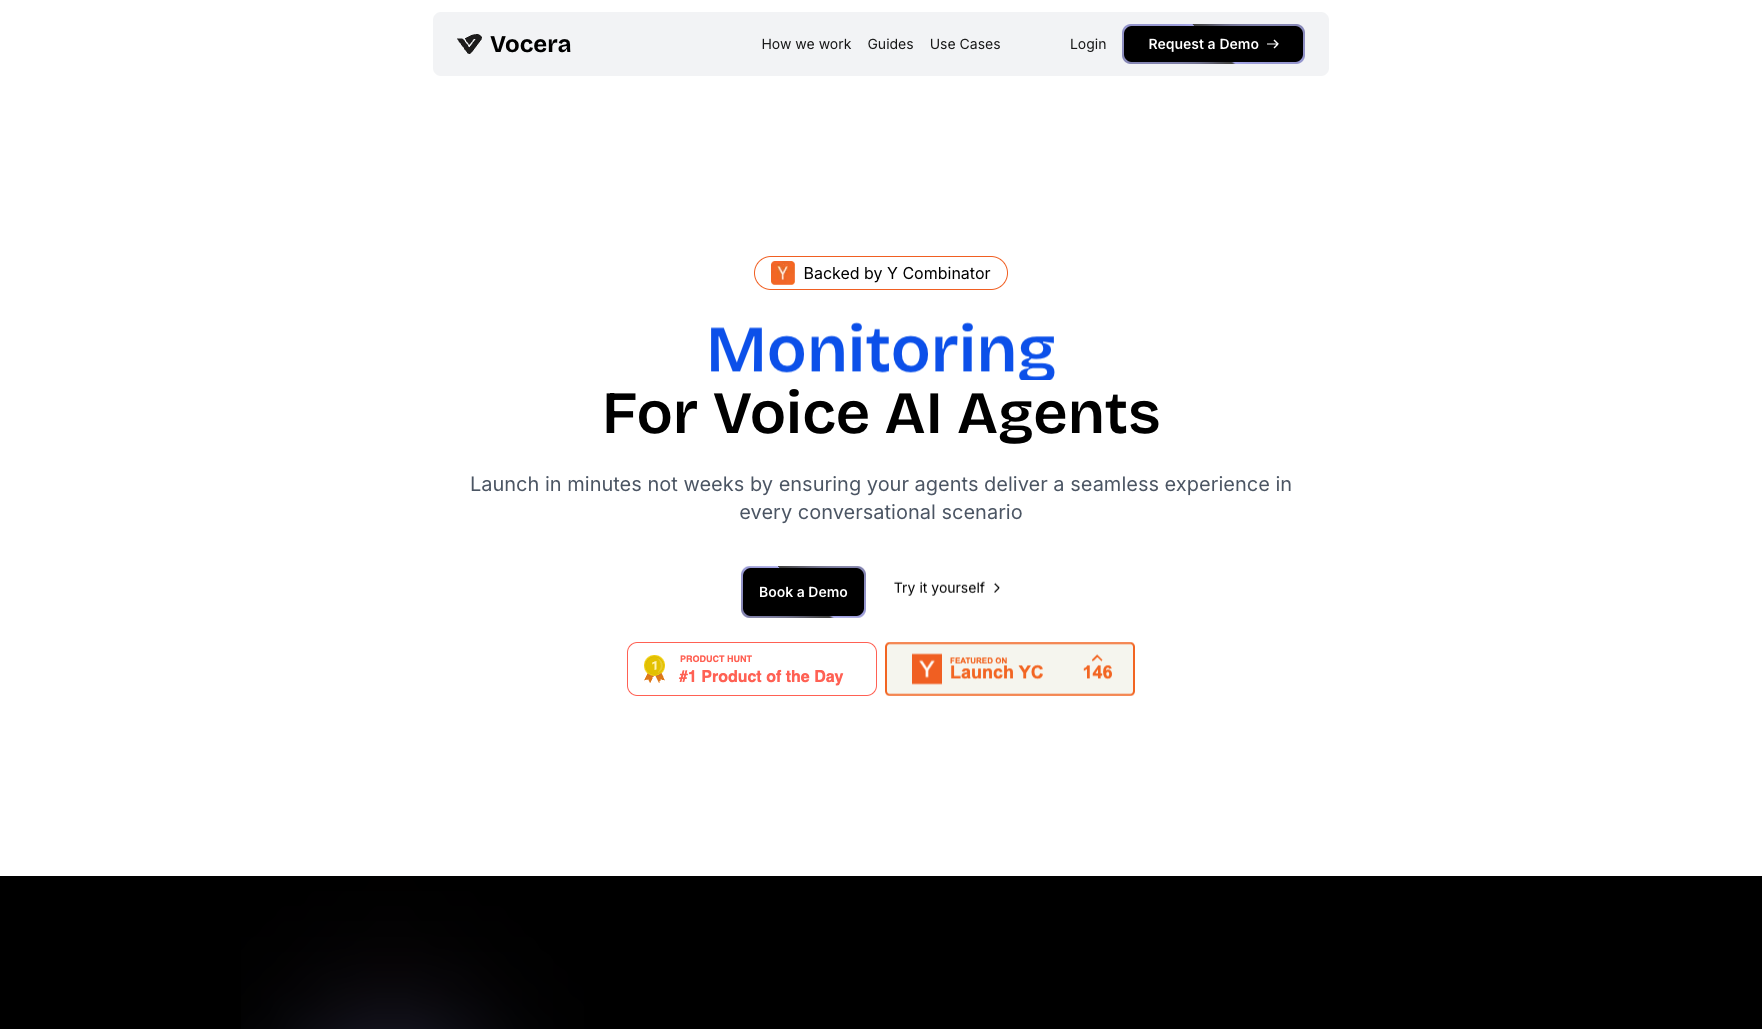 Vocera
How we work
Guides
Use Cases
Login
Request a Demo
Y Backed by Y Combinator
Monitoring
For Voice AI Agents
Launch in minutes not weeks by ensuring your agents deliver a seamless experience in
every conversational scenario
Book a Demo
Try it yourself
1
PRODUCT HUNT
#1 Product of the Day
Y
FEATURED ON
Launch YC
146